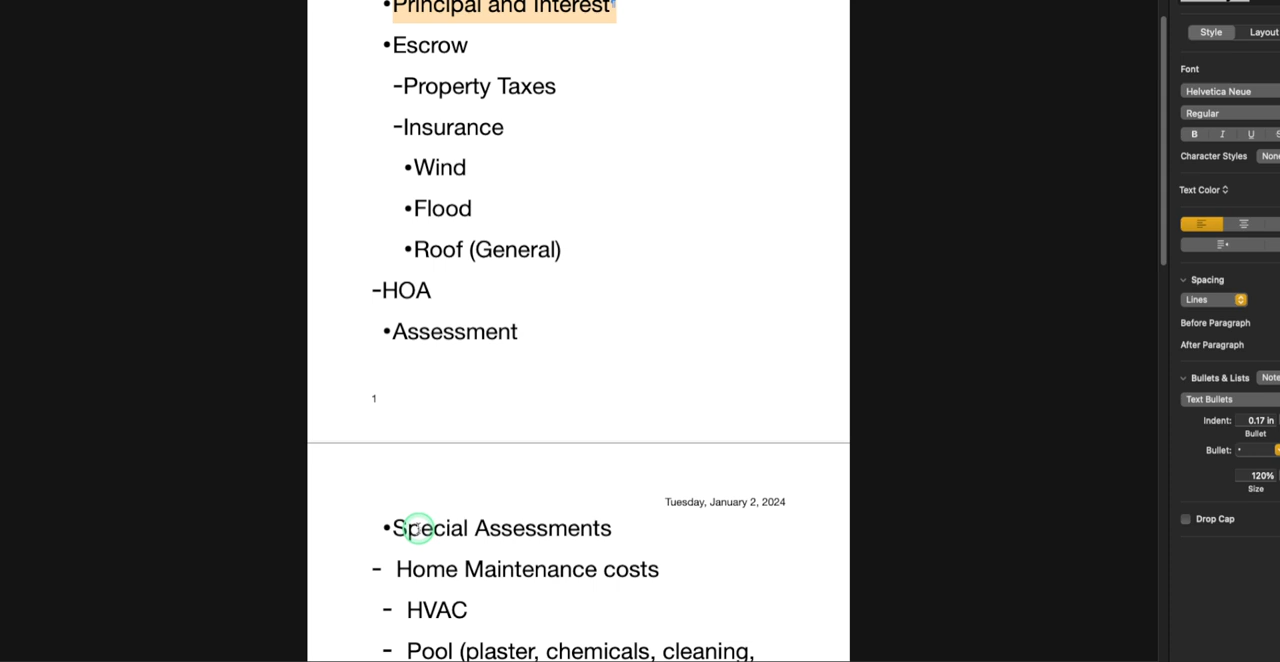 •Principal and Interest
•Escrow
-Property Taxes
-Insurance
•Wind
•Flood
•Roof (General)
-HOA
•Assessment
1
Tuesday, January 2, 2024
•Special Assessments
- Home Maintenance costs
- HVAC
- Pool (plaster, chemicals, cleaning,
Style Layout
Font
Helvetica Neue
Regular
B I U S
Character Styles
Text Color
Spacing
Lines
Before Paragraph
After Paragraph
Bullets & Lists Note
Text Bullets
Indent: 0.17 in
Bullet
Bullet: •
120%
Size
Drop Cap